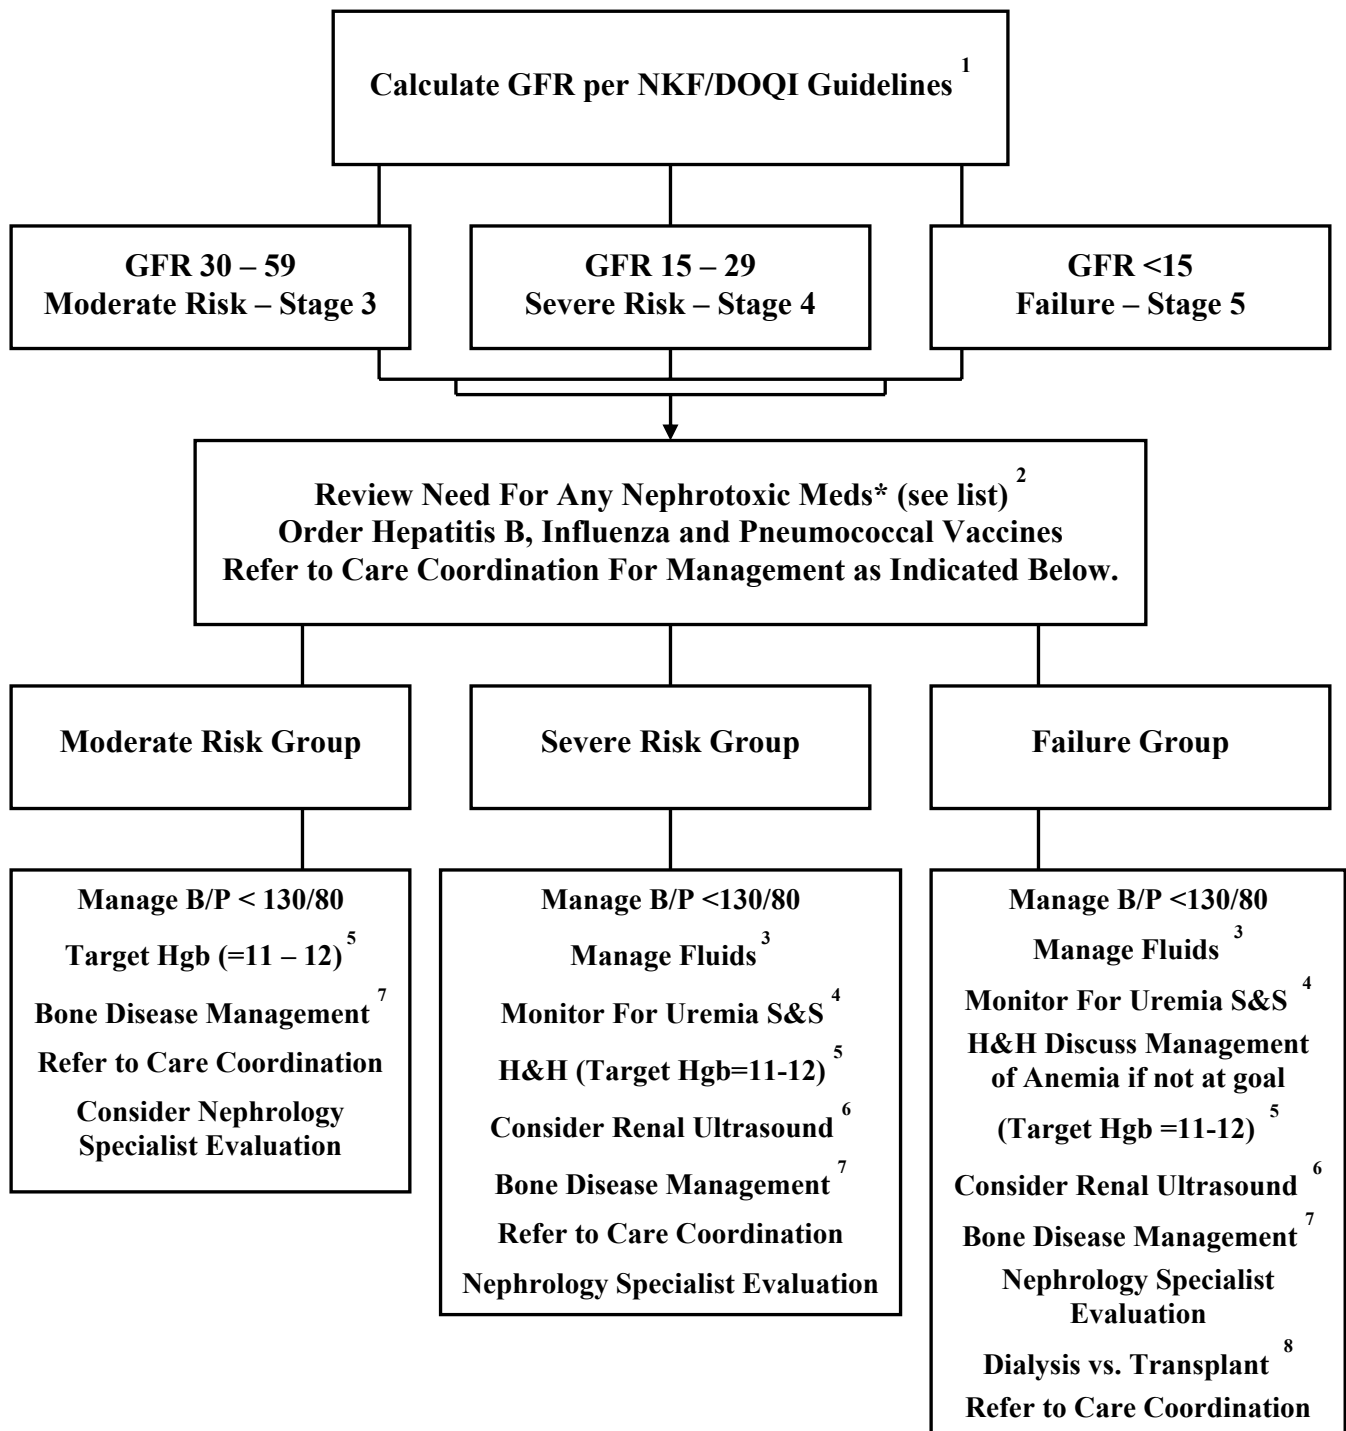 Calculate GFR per NKF/DOQI Guidelines 1
GFR 30 – 59
Moderate Risk – Stage 3
GFR 15 – 29
Severe Risk – Stage 4
GFR <15
Failure – Stage 5
Review Need For Any Nephrotoxic Meds* (see list) 2
Order Hepatitis B, Influenza and Pneumococcal Vaccines
Refer to Care Coordination For Management as Indicated Below.
Moderate Risk Group
Severe Risk Group
Failure Group
Manage B/P < 130/80
Target Hgb (=11 – 12) 5
Bone Disease Management 7
Refer to Care Coordination
Consider Nephrology
Specialist Evaluation
Manage B/P <130/80
Manage Fluids 3
Monitor For Uremia S&S 4
H&H (Target Hgb=11-12) 5
Consider Renal Ultrasound 6
Bone Disease Management 7
Refer to Care Coordination
Nephrology Specialist Evaluation
Manage B/P <130/80
Manage Fluids 3
Monitor For Uremia S&S 4
H&H Discuss Management
of Anemia if not at goal
(Target Hgb =11-12) 5
Consider Renal Ultrasound 6
Bone Disease Management 7
Nephrology Specialist
Evaluation
Dialysis vs. Transplant 8
Refer to Care Coordination